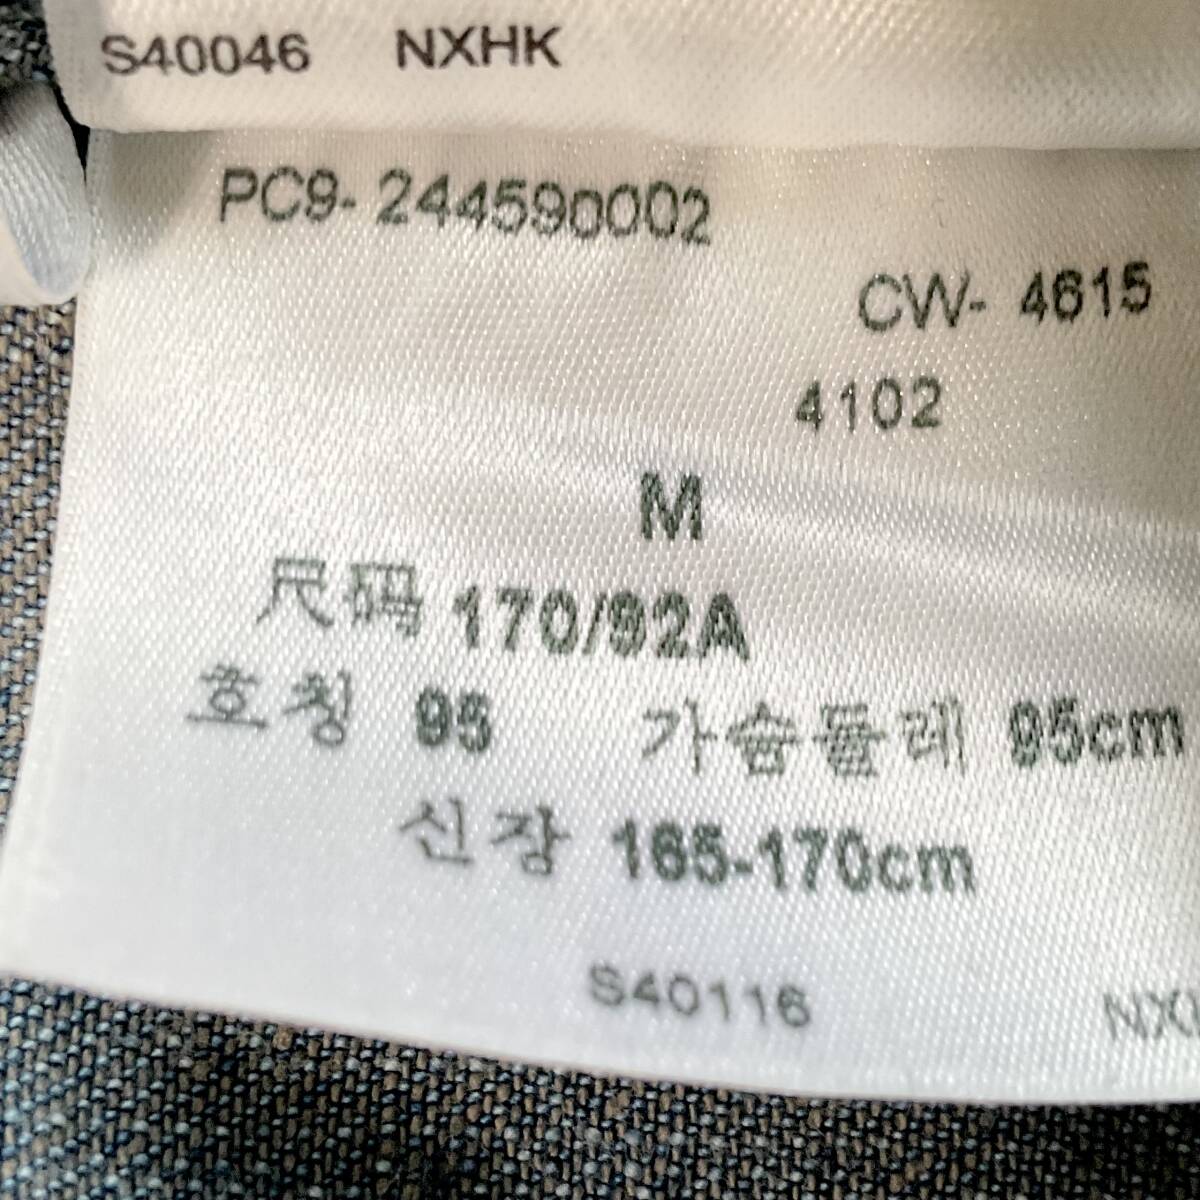 S40046 NXHK
PC9-244590002
CW- 4615
4102
M
尺码 170/92A
호칭 95 가슴둘레 95cm
신장 165-170cm
S40116